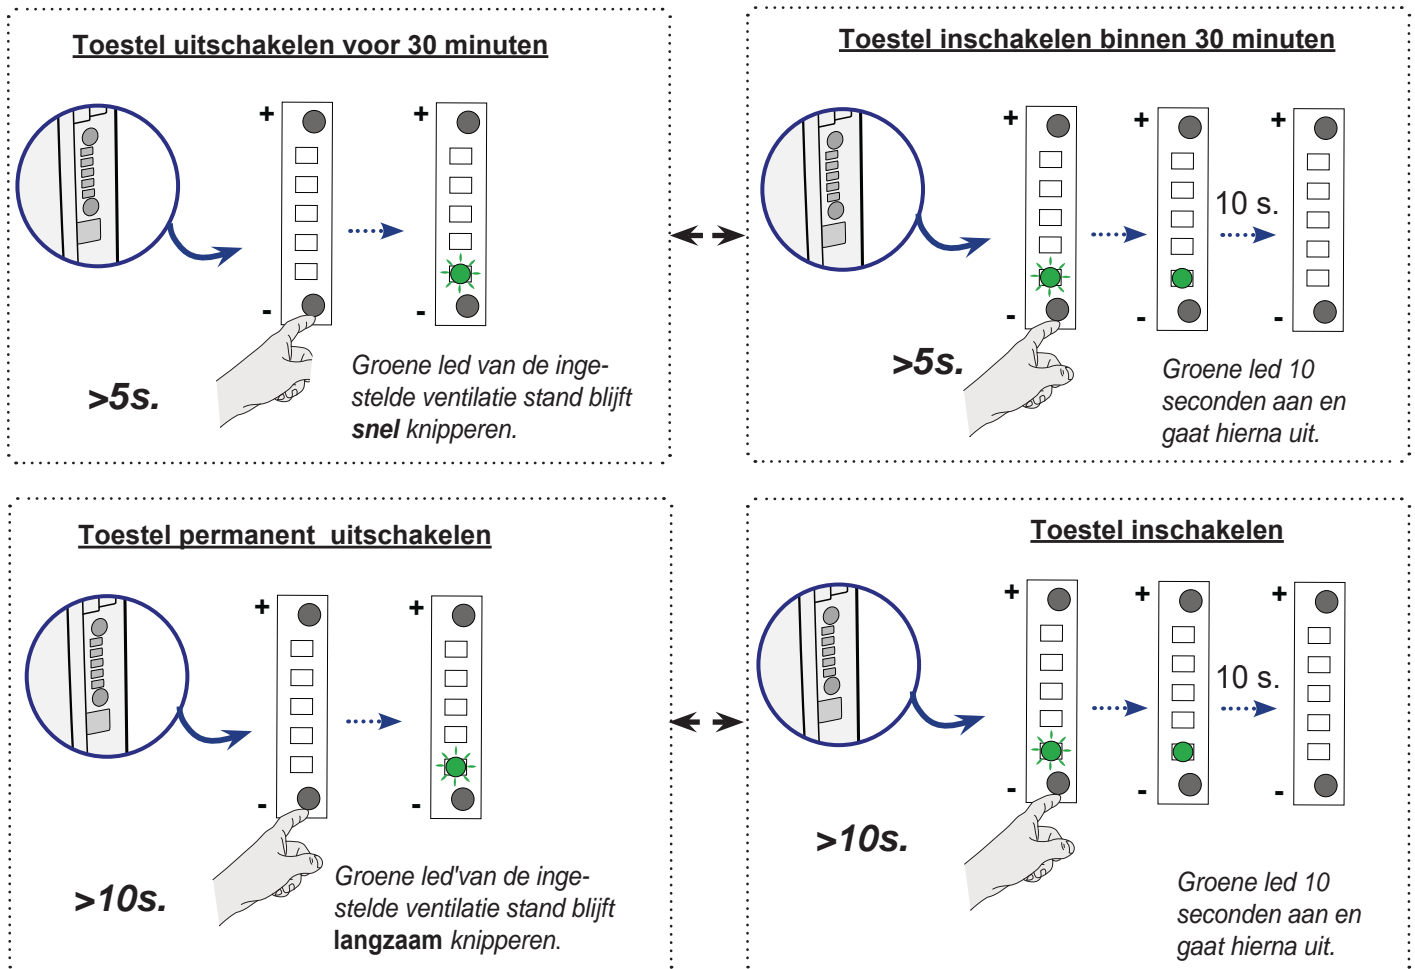 Toestel uitschakelen voor 30 minuten
+
+
-
-
>5s.
Groene led van de inge-
stelde ventilatie stand blijft
snel knipperen.
Toestel inschakelen binnen 30 minuten
+
+
+
10 s.
-
-
-
>5s.
Groene led 10
seconden aan en
gaat hierna uit.
Toestel permanent  uitschakelen
+
+
-
-
>10s.
Groene led'van de inge-
stelde ventilatie stand blijft
langzaam knipperen.
Toestel inschakelen
+
+
+
10 s.
-
-
-
>10s.
Groene led 10
seconden aan en
gaat hierna uit.